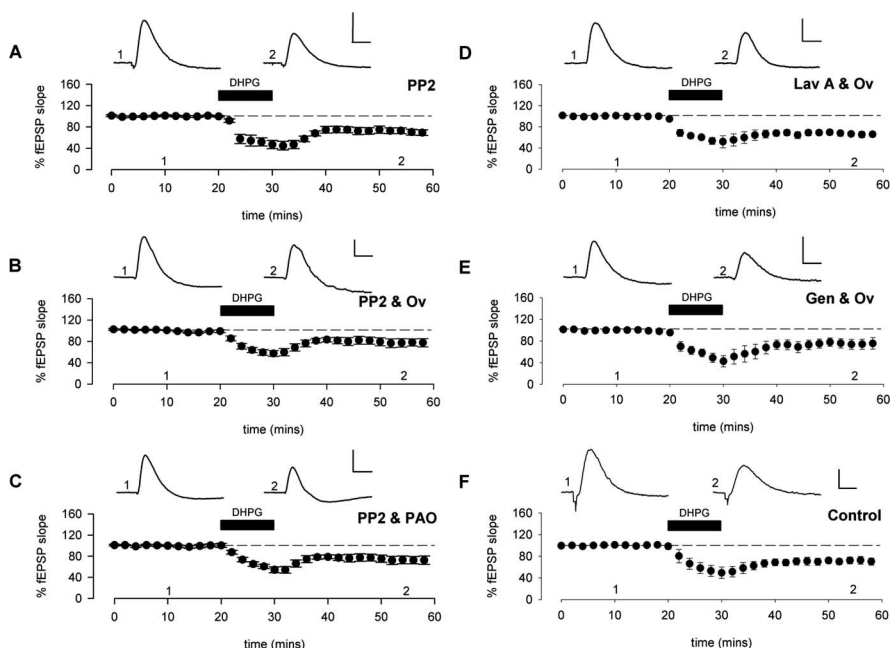 A
1
2
PP2
DHPG
% fEPSP slope
160
120
80
40
0
1
2
0 10 20 30 40 50 60
time (mins)
B
1
2
PP2 & Ov
DHPG
% fEPSP slope
160
120
80
40
0
1
2
0 10 20 30 40 50 60
time (mins)
C
1
2
PP2 & PAO
DHPG
% fEPSP slope
160
120
80
40
0
1
2
0 10 20 30 40 50 60
time (mins)
D
1
2
Lav A & Ov
DHPG
% fEPSP slope
160
120
80
40
0
1
2
0 10 20 30 40 50 60
time (mins)
E
1
2
Gen & Ov
DHPG
% fEPSP slope
160
120
80
40
0
1
2
0 10 20 30 40 50 60
time (mins)
F
1
2
Control
DHPG
% fEPSP slope
160
120
80
40
0
1
2
0 10 20 30 40 50 60
time (mins)